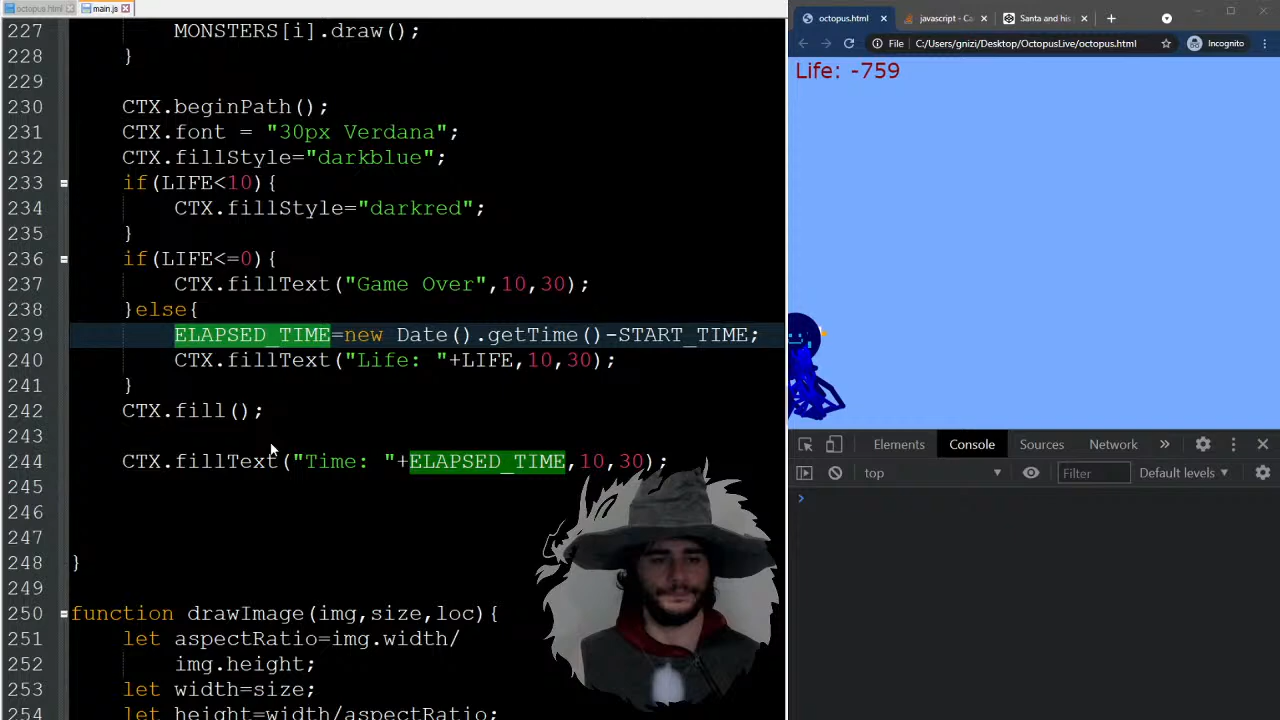 octopus.html main.js
227 MONSTERS[i].draw();
228 }
229
230 CTX.beginPath();
231 CTX.font = "30px Verdana";
232 CTX.fillStyle="darkblue";
233 if(LIFE<10){
234 CTX.fillStyle="darkred";
235 }
236 if(LIFE<=0){
237 CTX.fillText("Game Over",10,30);
238 }else{
239 ELAPSED_TIME=new Date().getTime()-START_TIME;
240 CTX.fillText("Life: "+LIFE,10,30);
241 }
242 CTX.fill();
243
244 CTX.fillText("Time: "+ELAPSED_TIME,10,30);
245
246
247
248 }
249
250 function drawImage(img,size,loc){
251 let aspectRatio=img.width/
252 img.height;
253 let width=size;
254 let height=width/aspectRatio;
octopus.html javascript - Ca Santa and his
File C:/Users/gnizi/Desktop/OctopusLive/octopus.html Incognito
Life: -759
Elements Console Sources Network
top Filter Default levels